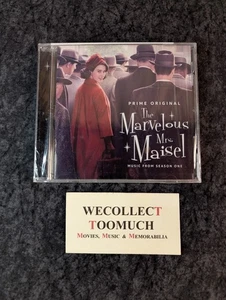 PRIME ORIGINAL
The
Marvelous
Mrs.
Maisel
MUSIC FROM SEASON ONE
WECOLLECT
TOOMUCH
MOVIES, MUSIC & MEMORABILIA